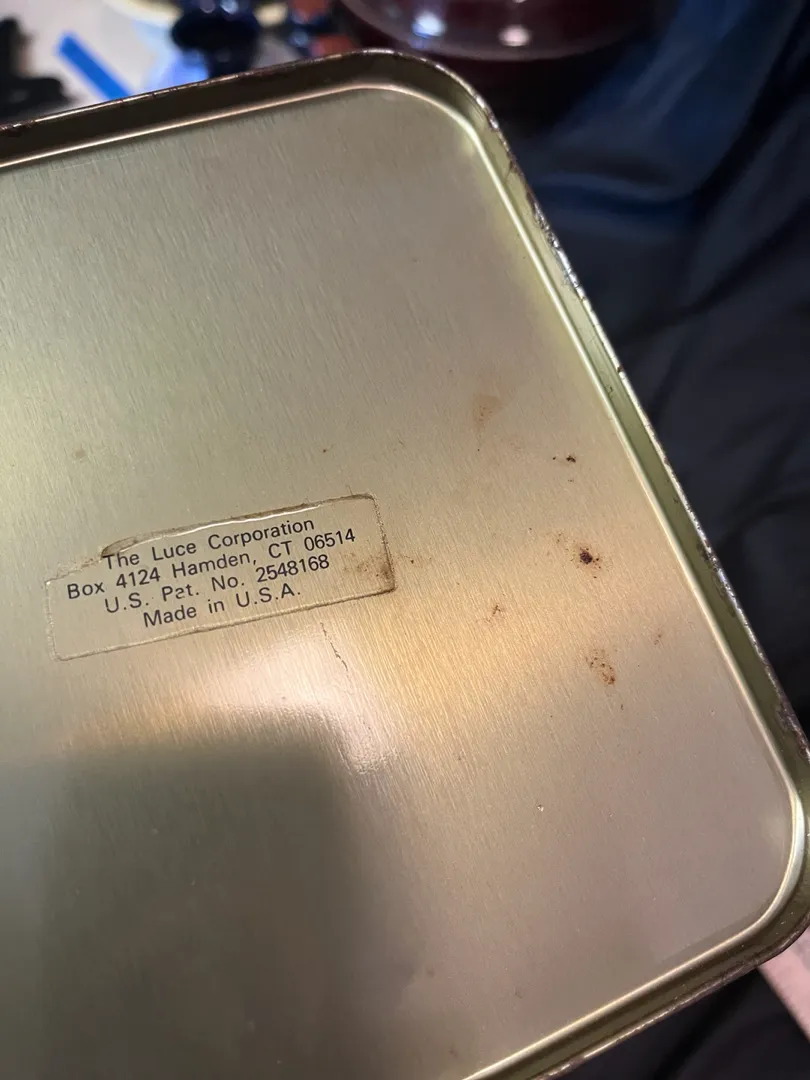 The Luce Corporation
Box 4124 Hamden, CT 06514
U.S. Pat. No. 2548168
Made in U.S.A.